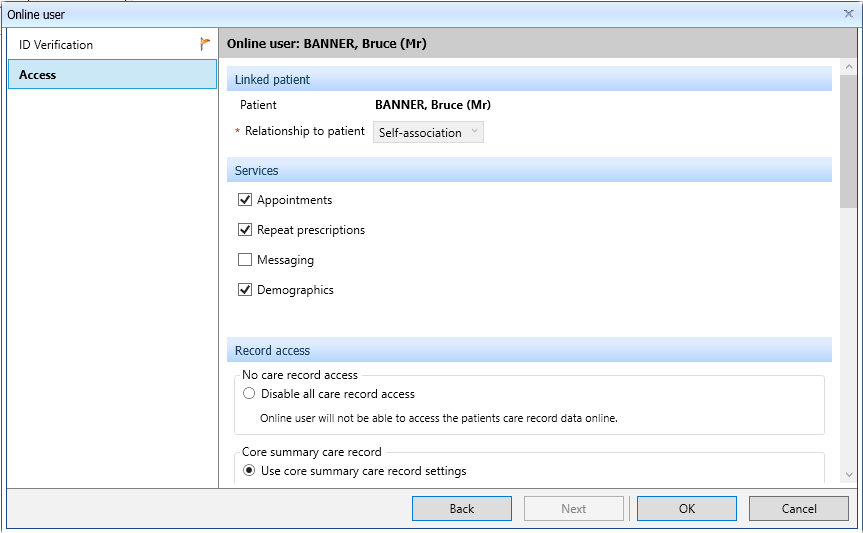 Online user
ID Verification
Access
Online user: BANNER, Bruce (Mr)
Linked patient
Patient BANNER, Bruce (Mr)
* Relationship to patient Self-association
Services
Appointments
Repeat prescriptions
Messaging
Demographics
Record access
No care record access
Disable all care record access
Online user will not be able to access the patients care record data online.
Core summary care record
Use core summary care record settings
Back Next OK Cancel